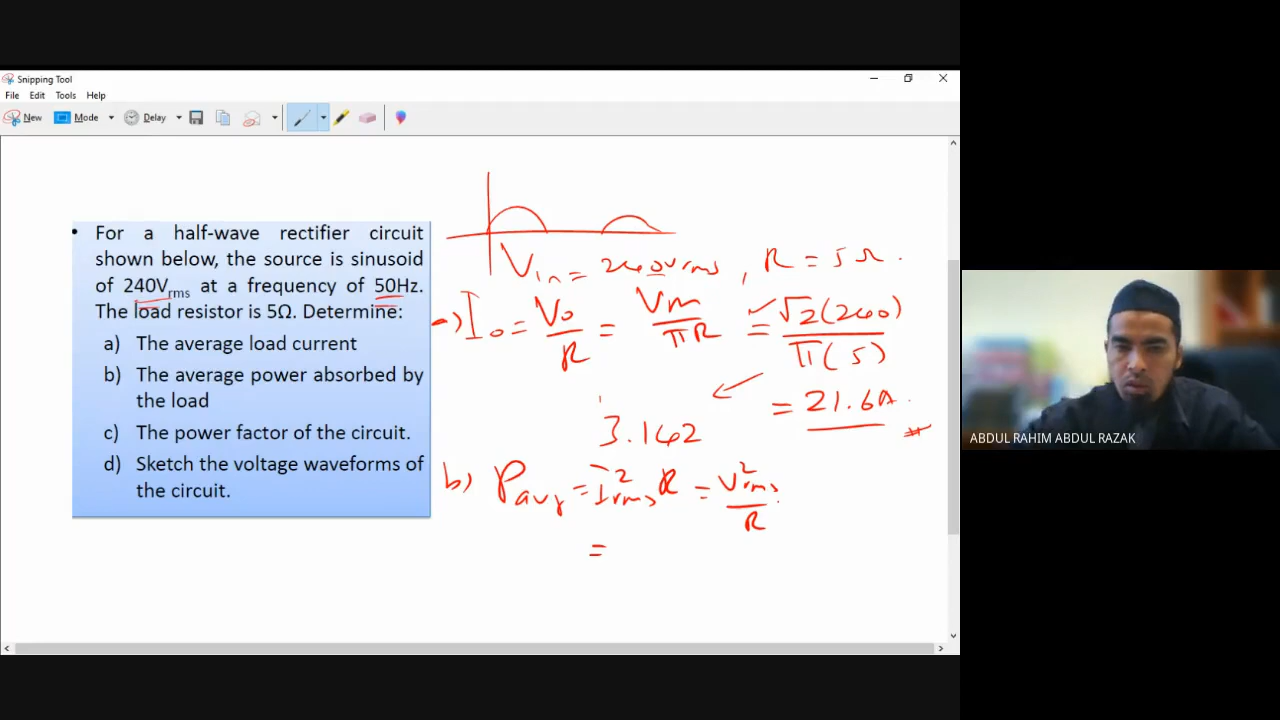 Snipping Tool
File Edit Tools Help
New Mode Delay
• For a half-wave rectifier circuit
shown below, the source is sinusoid
of 240Vrms at a frequency of 50Hz.
The load resistor is 5Ω. Determine:
a) The average load current
b) The average power absorbed by
the load
c) The power factor of the circuit.
d) Sketch the voltage waveforms of
the circuit.
Vin = 240Vrms, R = 5Ω.
a) Io = Vo/R = Vm/πR = √2(240)/π(5)
= 21.6A.
3.142
b) Pavg = I²rms R = V²rms/R
=
ABDUL RAHIM ABDUL RAZAK